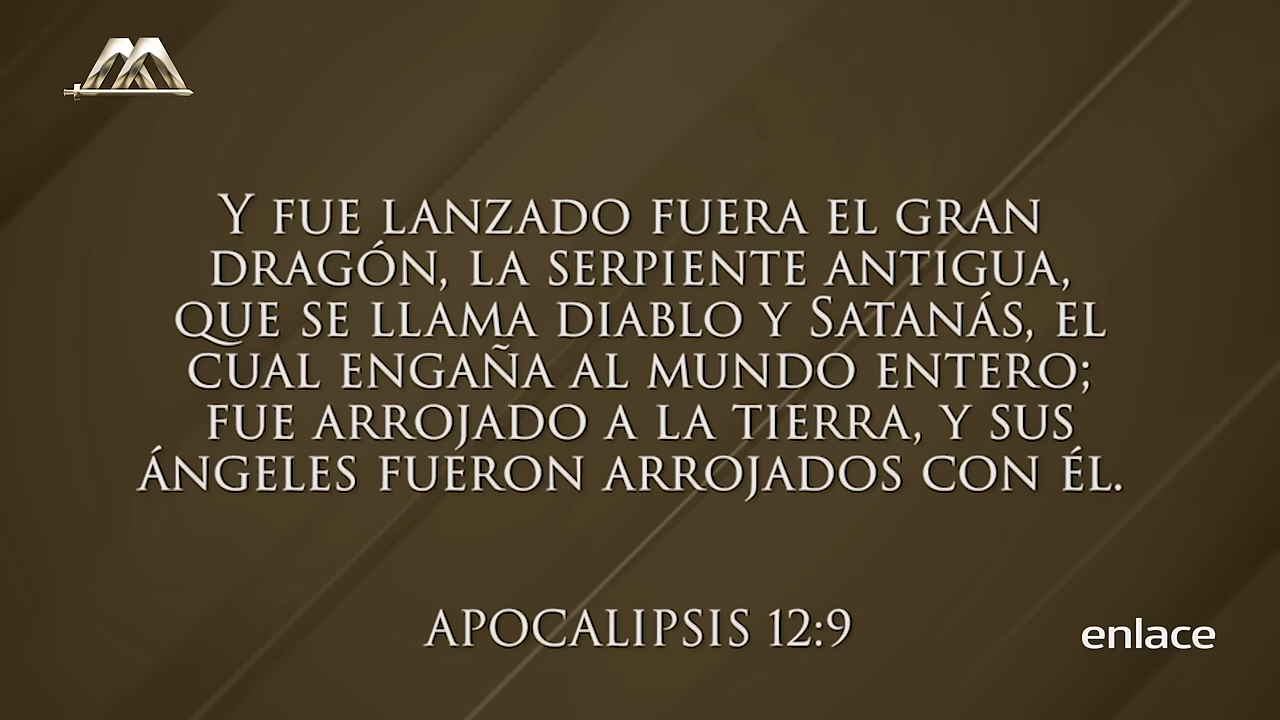 Y FUE LANZADO FUERA EL GRAN
DRAGÓN, LA SERPIENTE ANTIGUA,
QUE SE LLAMA DIABLO Y SATANÁS, EL
CUAL ENGAÑA AL MUNDO ENTERO;
FUE ARROJADO A LA TIERRA, Y SUS
ÁNGELES FUERON ARROJADOS CON ÉL.
APOCALIPSIS 12:9
enlace